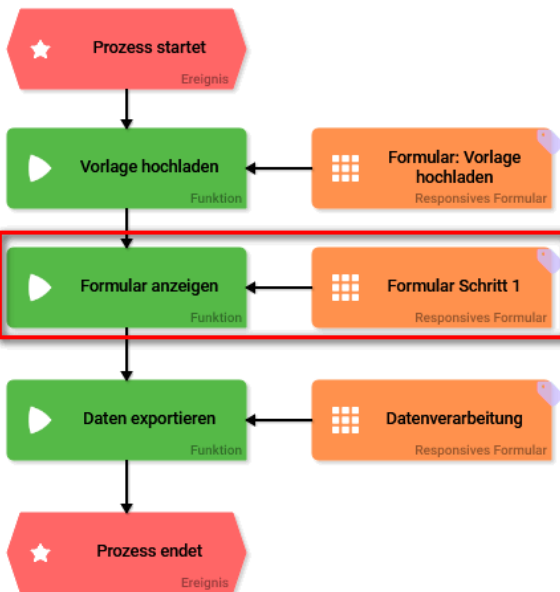 Prozess startet
Ereignis
Vorlage hochladen
Funktion
Formular: Vorlage
hochladen
Responsives Formular
Formular anzeigen
Funktion
Formular Schritt 1
Responsives Formular
Daten exportieren
Funktion
Datenverarbeitung
Responsives Formular
Prozess endet
Ereignis